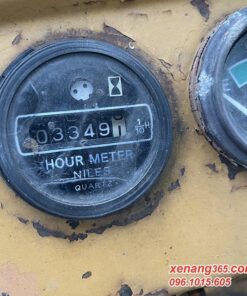 03349
1/10 H
HOUR METER
NILES
QUARTZ
E
xenang365.com
096.1015.605